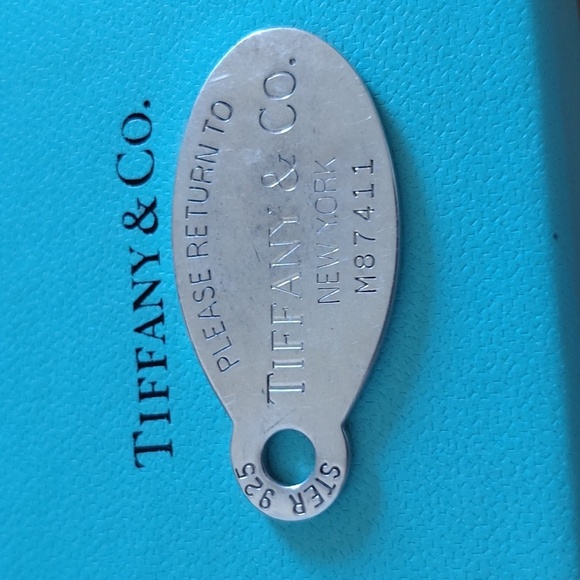 TIFFANY & CO.
PLEASE RETURN TO
TIFFANY & CO.
NEW YORK
M87411
STER 925